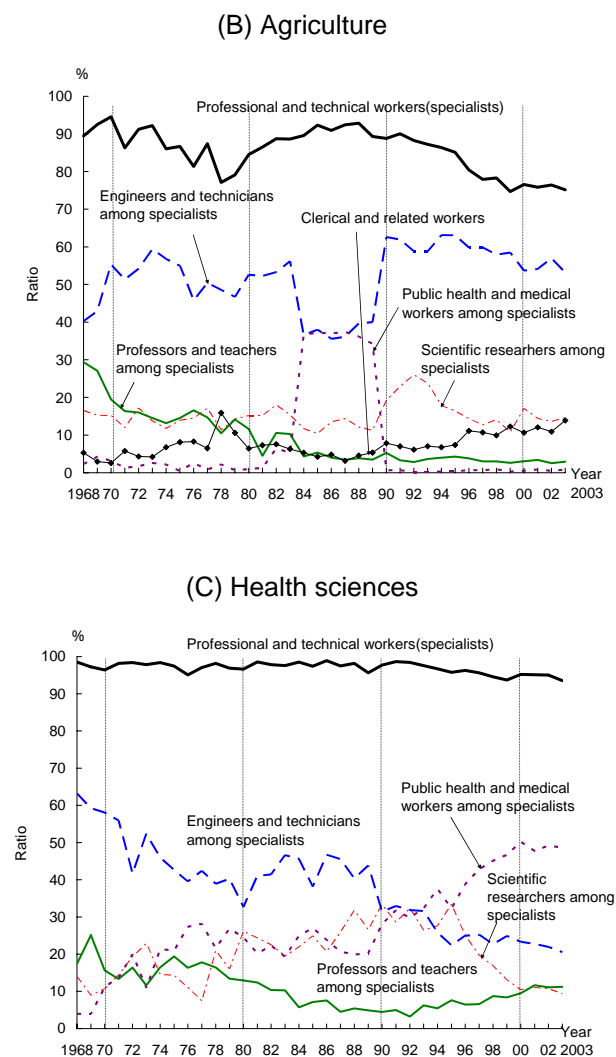 (B) Agriculture
%
Professional and technical workers(specialists)
100
90
80
70
60
50
40
30
20
10
0
Ratio
Engineers and technicians
among specialists
Clerical and related workers
Public health and medical
workers among specialists
Professors and teachers
among specialists
Scientific researhers among
specialists
1968 70 72 74 76 78 80 82 84 86 88 90 92 94 96 98 00 02 2003
Year
(C) Health sciences
%
Professional and technical workers(specialists)
100
90
80
70
60
50
40
30
20
10
0
Ratio
Public health and medical
workers among specialists
Engineers and technicians
among specialists
Scientific
researchers among
specialists
Professors and teachers
among specialists
Year
1968 70 72 74 76 78 80 82 84 86 88 90 92 94 96 98 00 02 2003